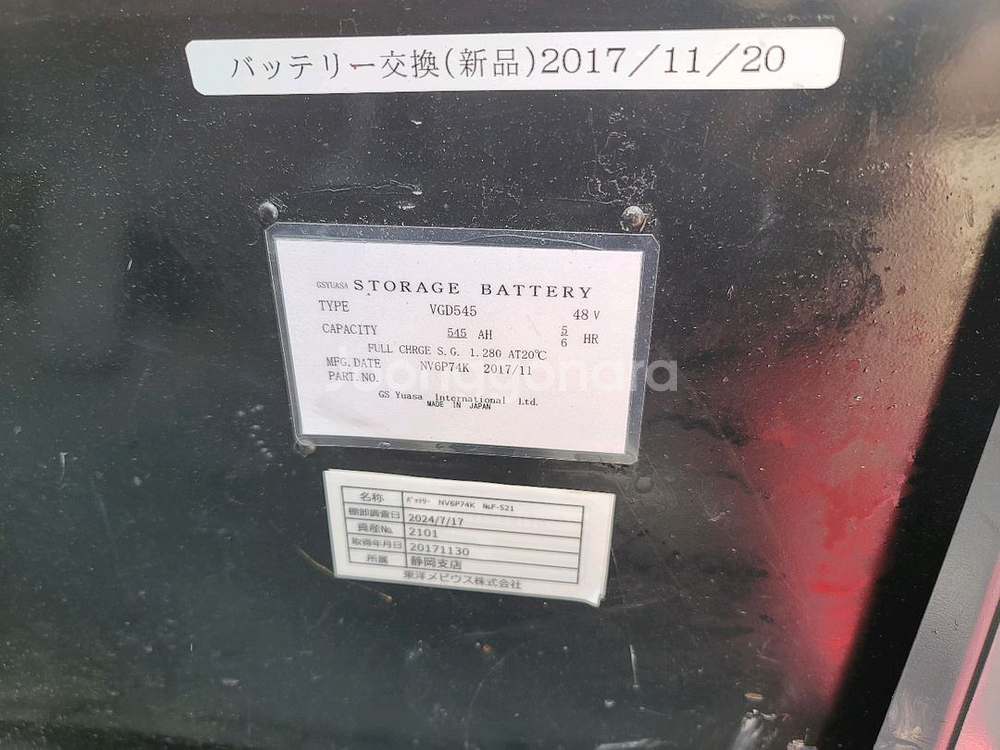 バッテリー交換(新品)2017/11/20
GSYUASA STORAGE BATTERY
TYPE VGD545 48 V
CAPACITY 545 AH 5/6 HR
FULL CHRGE S.G. 1.280 AT20℃
MFG.DATE NV6P74K 2017/11
PART.NO.
GS Yuasa International Ltd.
MADE IN JAPAN
名称 ﾊﾞｯﾃﾘｰ NV6P74K №F-521
棚卸調査日 2024/7/17
資産No. 2101
取得年月日 20171130
所属 静岡支店
東洋メビウス株式会社